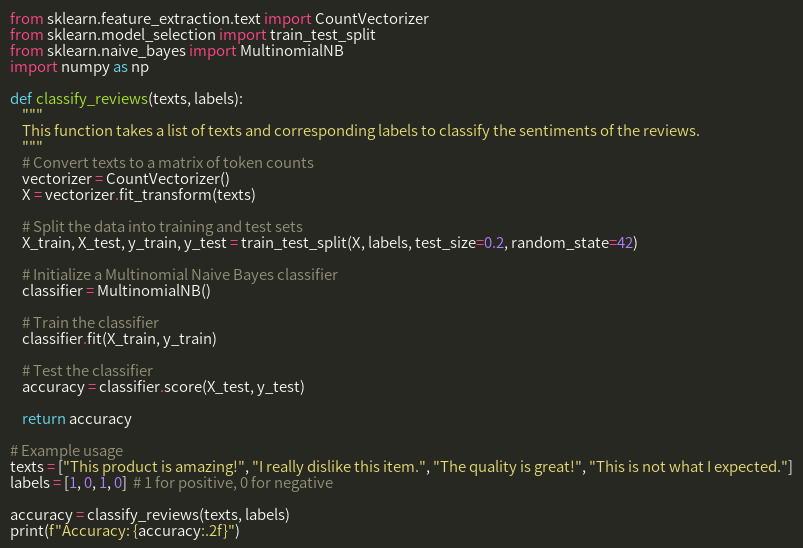 from sklearn.feature_extraction.text import CountVectorizer
from sklearn.model_selection import train_test_split
from sklearn.naive_bayes import MultinomialNB
import numpy as np

def classify_reviews(texts, labels):
    """
    This function takes a list of texts and corresponding labels to classify the sentiments of the reviews.
    """
    # Convert texts to a matrix of token counts
    vectorizer = CountVectorizer()
    X = vectorizer.fit_transform(texts)

    # Split the data into training and test sets
    X_train, X_test, y_train, y_test = train_test_split(X, labels, test_size=0.2, random_state=42)

    # Initialize a Multinomial Naive Bayes classifier
    classifier = MultinomialNB()

    # Train the classifier
    classifier.fit(X_train, y_train)

    # Test the classifier
    accuracy = classifier.score(X_test, y_test)

    return accuracy

# Example usage
texts = ["This product is amazing!", "I really dislike this item.", "The quality is great!", "This is not what I expected."]
labels = [1, 0, 1, 0]  # 1 for positive, 0 for negative

accuracy = classify_reviews(texts, labels)
print(f"Accuracy: {accuracy:.2f}")